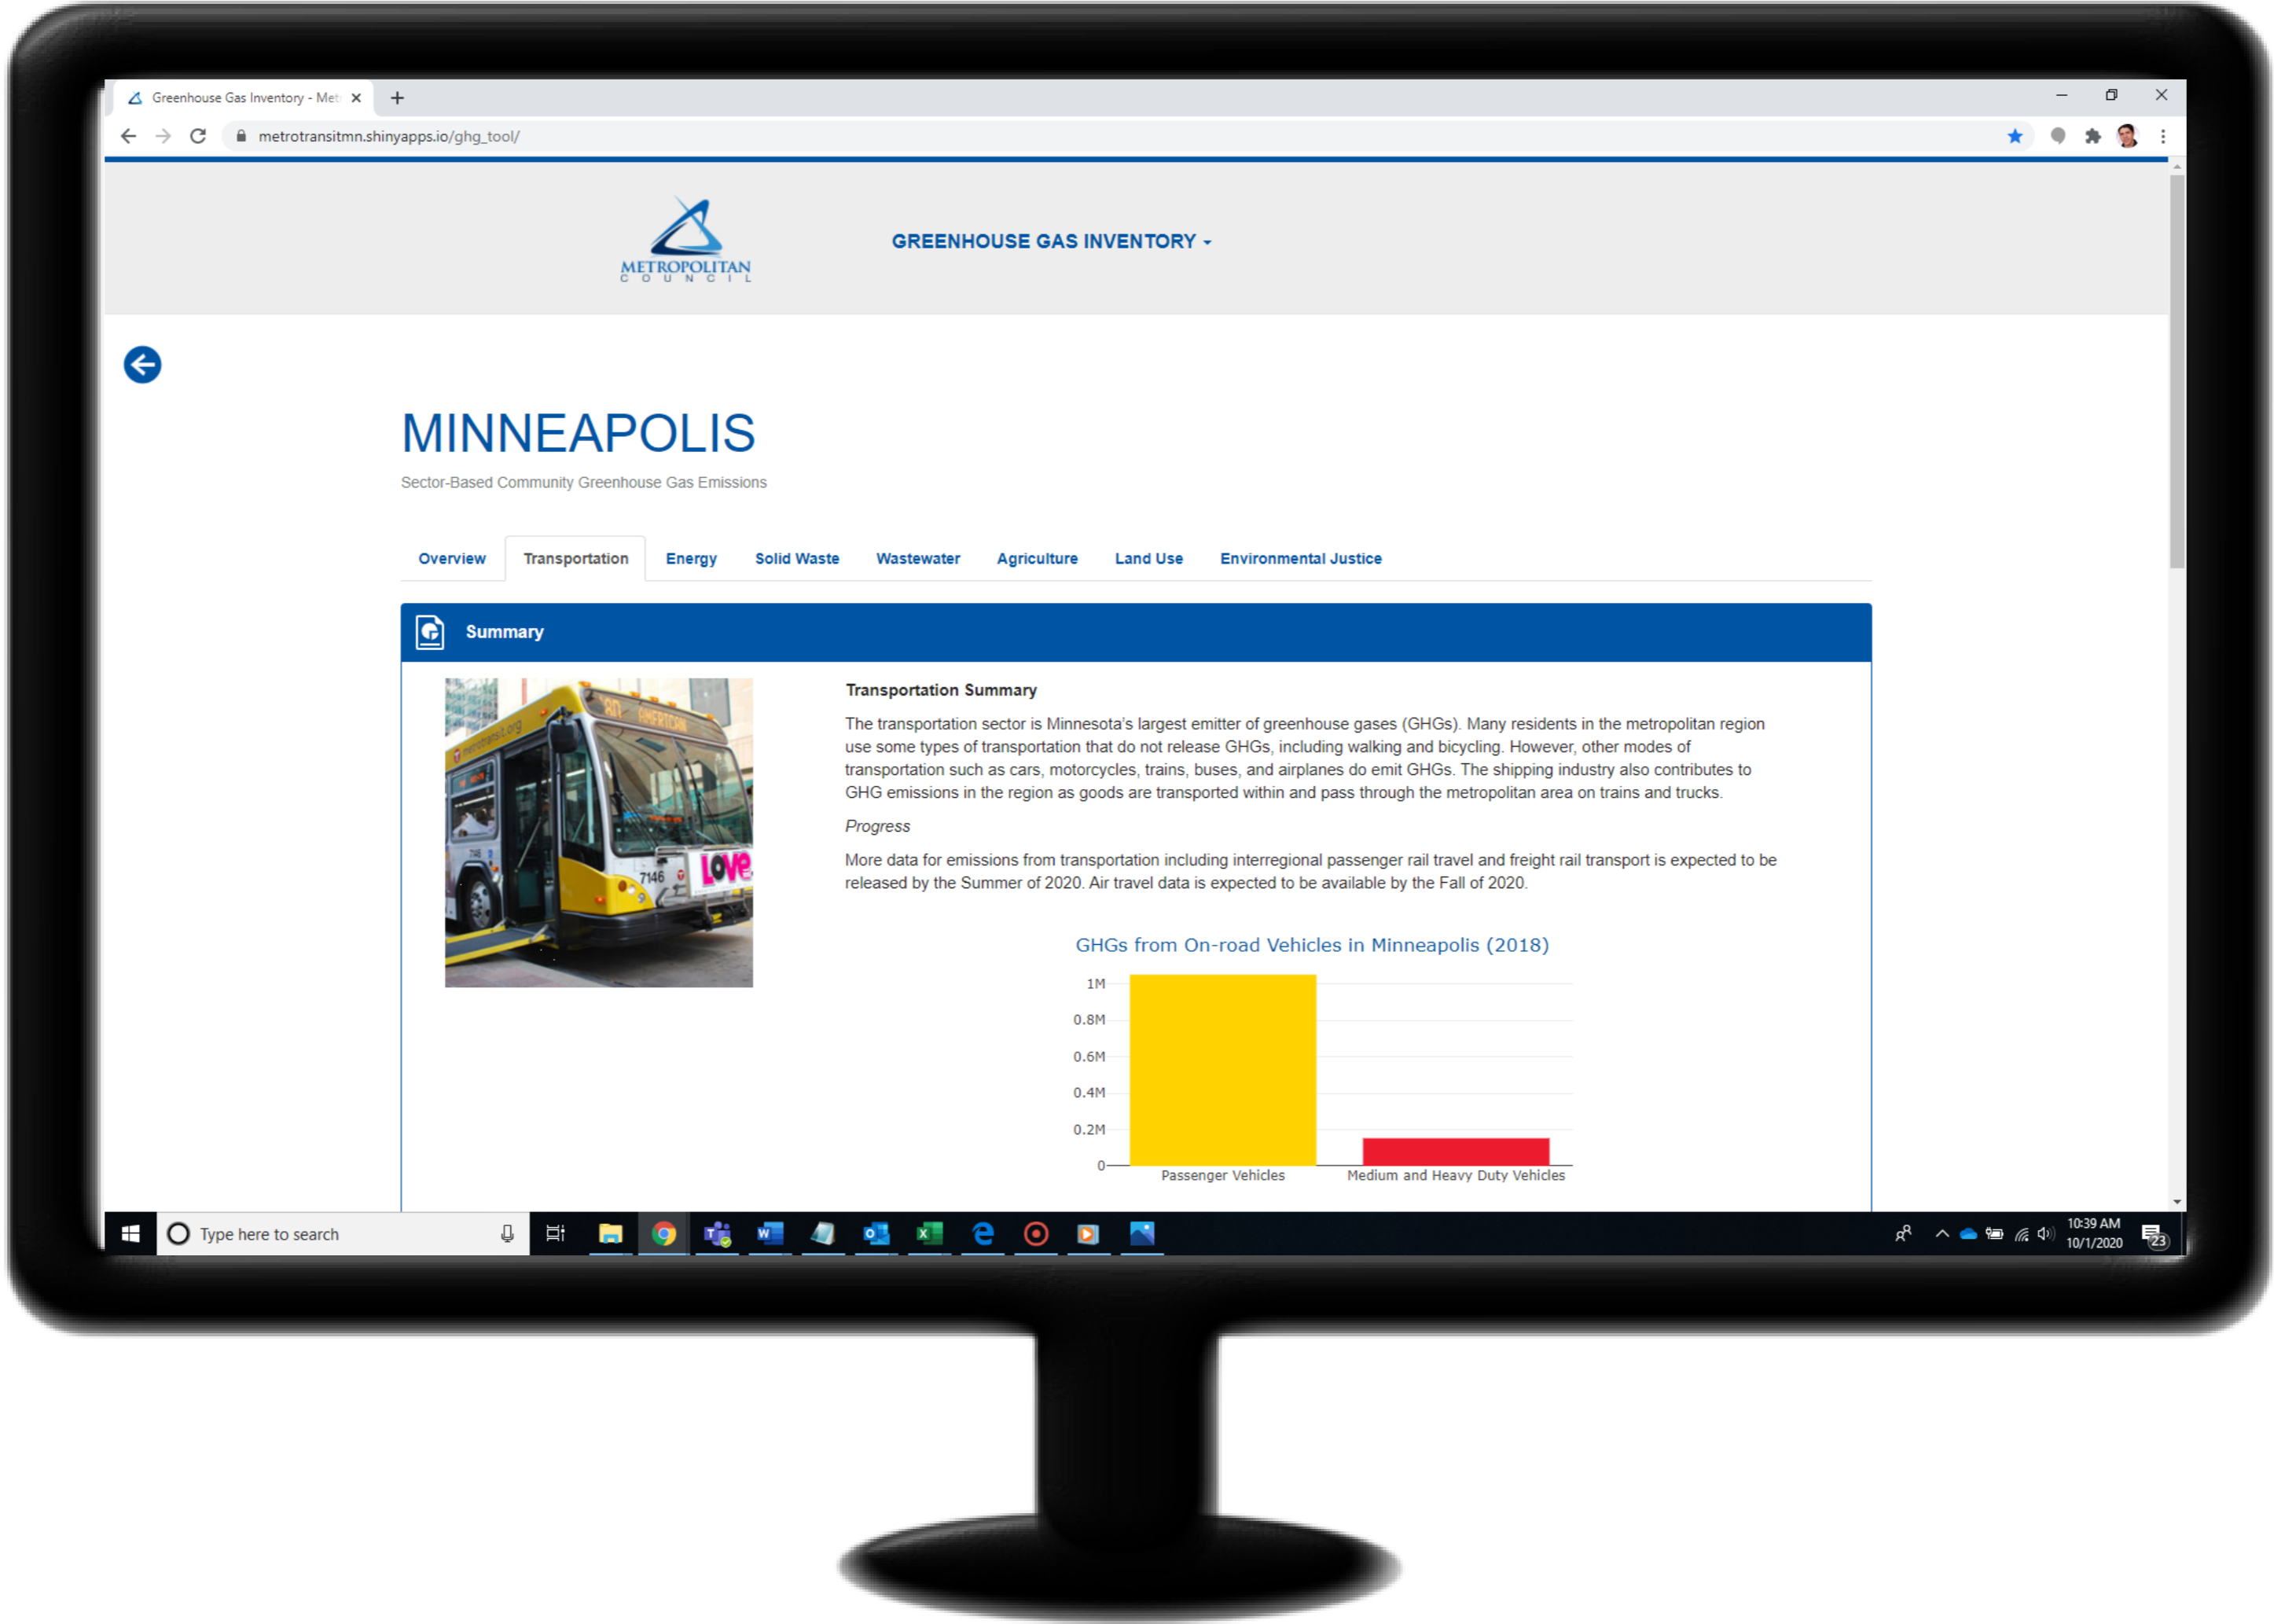 Greenhouse Gas Inventory - Met
metrotransitmn.shinyapps.io/ghg_tool/
METROPOLITAN
COUNCIL
GREENHOUSE GAS INVENTORY
MINNEAPOLIS
Sector-Based Community Greenhouse Gas Emissions
Overview Transportation Energy Solid Waste Wastewater Agriculture Land Use Environmental Justice
Summary
metrotransit.org
AN AMERICAN
7146
7146
LOVE
Transportation Summary
The transportation sector is Minnesota's largest emitter of greenhouse gases (GHGs). Many residents in the metropolitan region
use some types of transportation that do not release GHGs, including walking and bicycling. However, other modes of
transportation such as cars, motorcycles, trains, buses, and airplanes do emit GHGs. The shipping industry also contributes to
GHG emissions in the region as goods are transported within and pass through the metropolitan area on trains and trucks.
Progress
More data for emissions from transportation including interregional passenger rail travel and freight rail transport is expected to be
released by the Summer of 2020. Air travel data is expected to be available by the Fall of 2020.
GHGs from On-road Vehicles in Minneapolis (2018)
1M
0.8M
0.6M
0.4M
0.2M
0
Passenger Vehicles Medium and Heavy Duty Vehicles
Type here to search
10:39 AM
10/1/2020
23